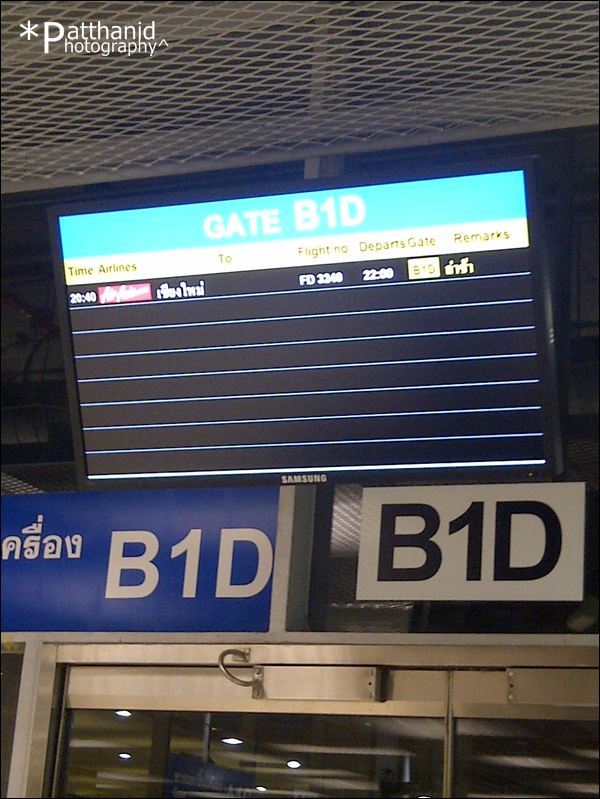 *Patthanid
Photography^
GATE B1D
Time Airlines To Flight no Departs Gate Remarks
20:40 เชียงใหม่ FD 3240 22:00 B1D ล่าช้า
SAMSUNG
ครื่อง B1D
B1D